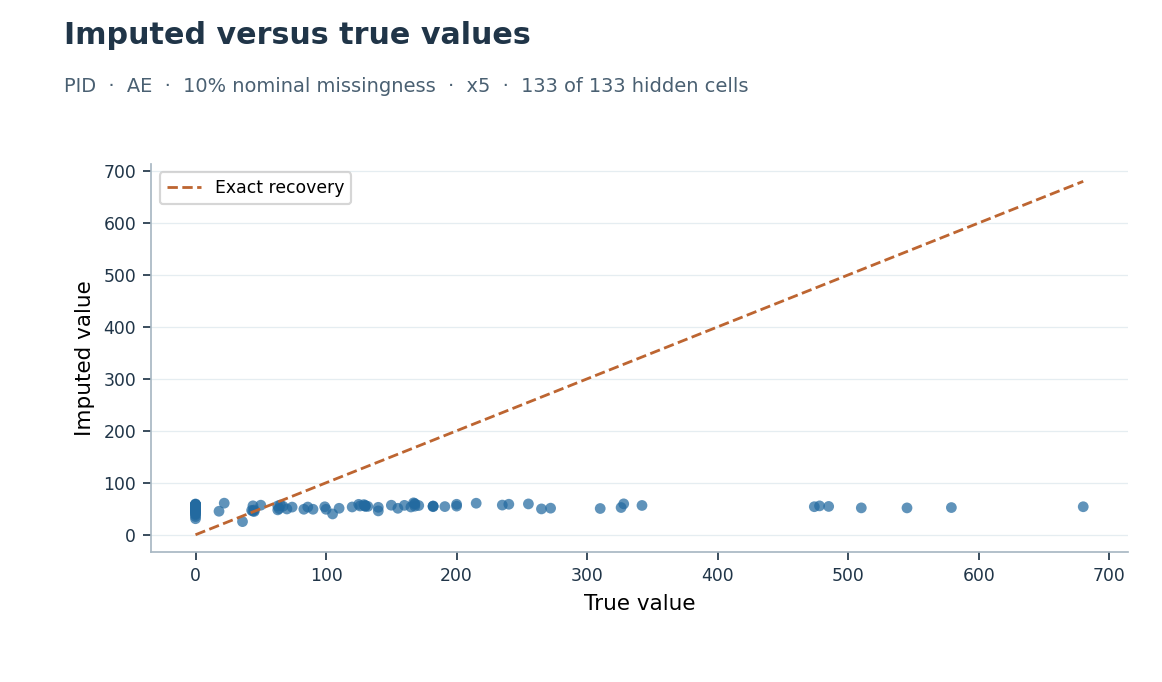 Imputed versus true values
PID · AE · 10% nominal missingness · x5 · 133 of 133 hidden cells
Exact recovery
Imputed value
700
600
500
400
300
200
100
0
0 100 200 300 400 500 600 700
True value